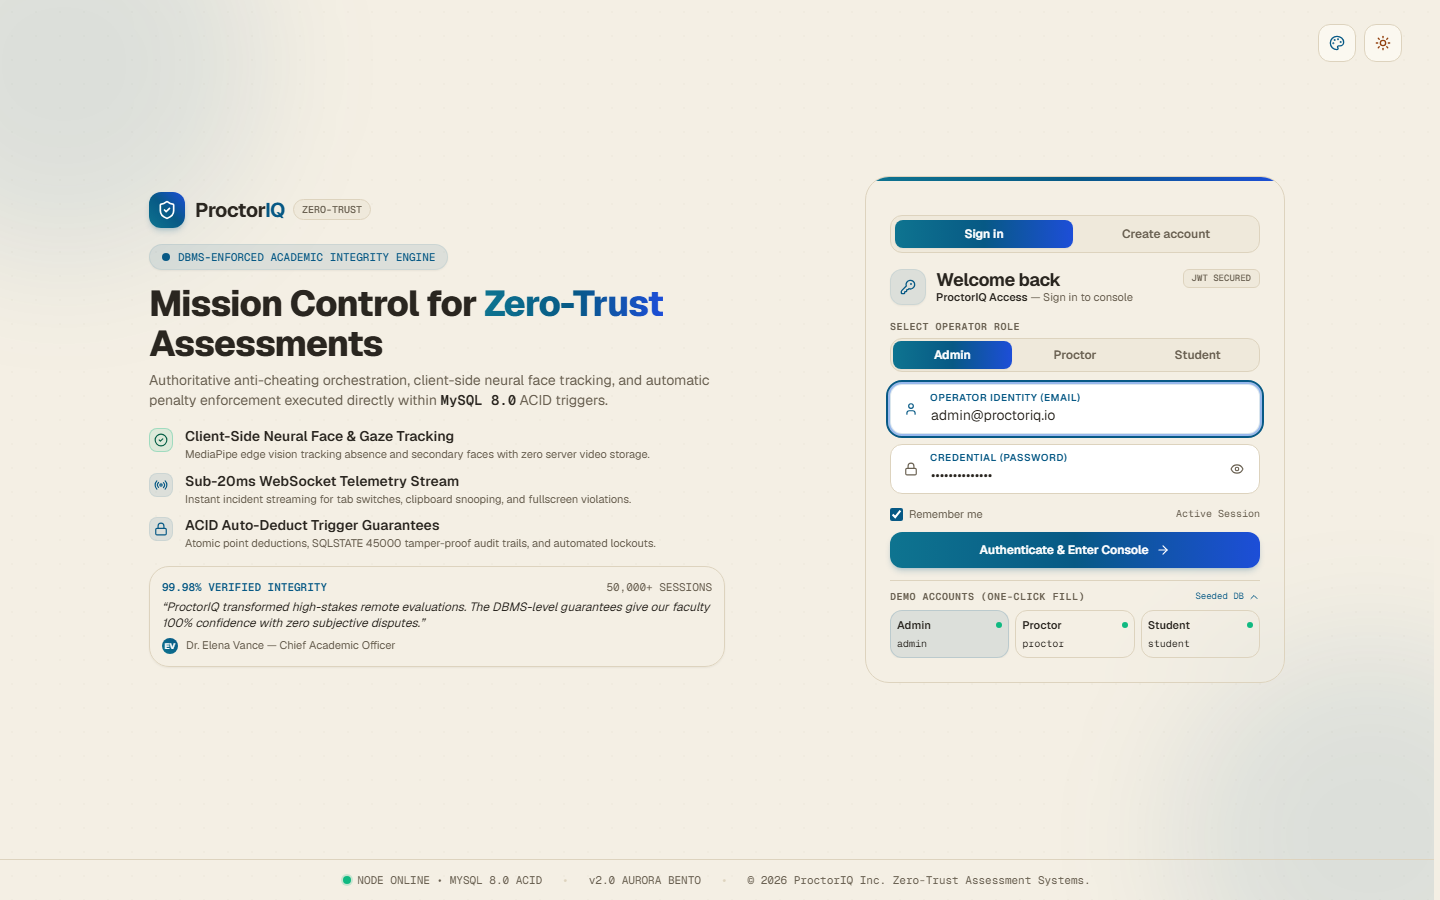 ProctorIQ ZERO-TRUST
DBMS-ENFORCED ACADEMIC INTEGRITY ENGINE
Mission Control for Zero-Trust
Assessments
Authoritative anti-cheating orchestration, client-side neural face tracking, and automatic
penalty enforcement executed directly within MySQL 8.0 ACID triggers.
Client-Side Neural Face & Gaze Tracking
MediaPipe edge vision tracking absence and secondary faces with zero server video storage.
Sub-20ms WebSocket Telemetry Stream
Instant incident streaming for tab switches, clipboard snooping, and fullscreen violations.
ACID Auto-Deduct Trigger Guarantees
Atomic point deductions, SQLSTATE 45000 tamper-proof audit trails, and automated lockouts.
99.98% VERIFIED INTEGRITY 50,000+ SESSIONS
“ProctorIQ transformed high-stakes remote evaluations. The DBMS-level guarantees give our faculty
100% confidence with zero subjective disputes.”
EV Dr. Elena Vance — Chief Academic Officer
Sign in Create account
Welcome back JWT SECURED
ProctorIQ Access — Sign in to console
SELECT OPERATOR ROLE
Admin Proctor Student
OPERATOR IDENTITY (EMAIL)
admin@proctoriq.io
CREDENTIAL (PASSWORD)
••••••••••••••
Remember me Active Session
Authenticate & Enter Console →
DEMO ACCOUNTS (ONE-CLICK FILL) Seeded DB
Admin Proctor Student
admin proctor student
NODE ONLINE • MYSQL 8.0 ACID · v2.0 AURORA BENTO · © 2026 ProctorIQ Inc. Zero-Trust Assessment Systems.